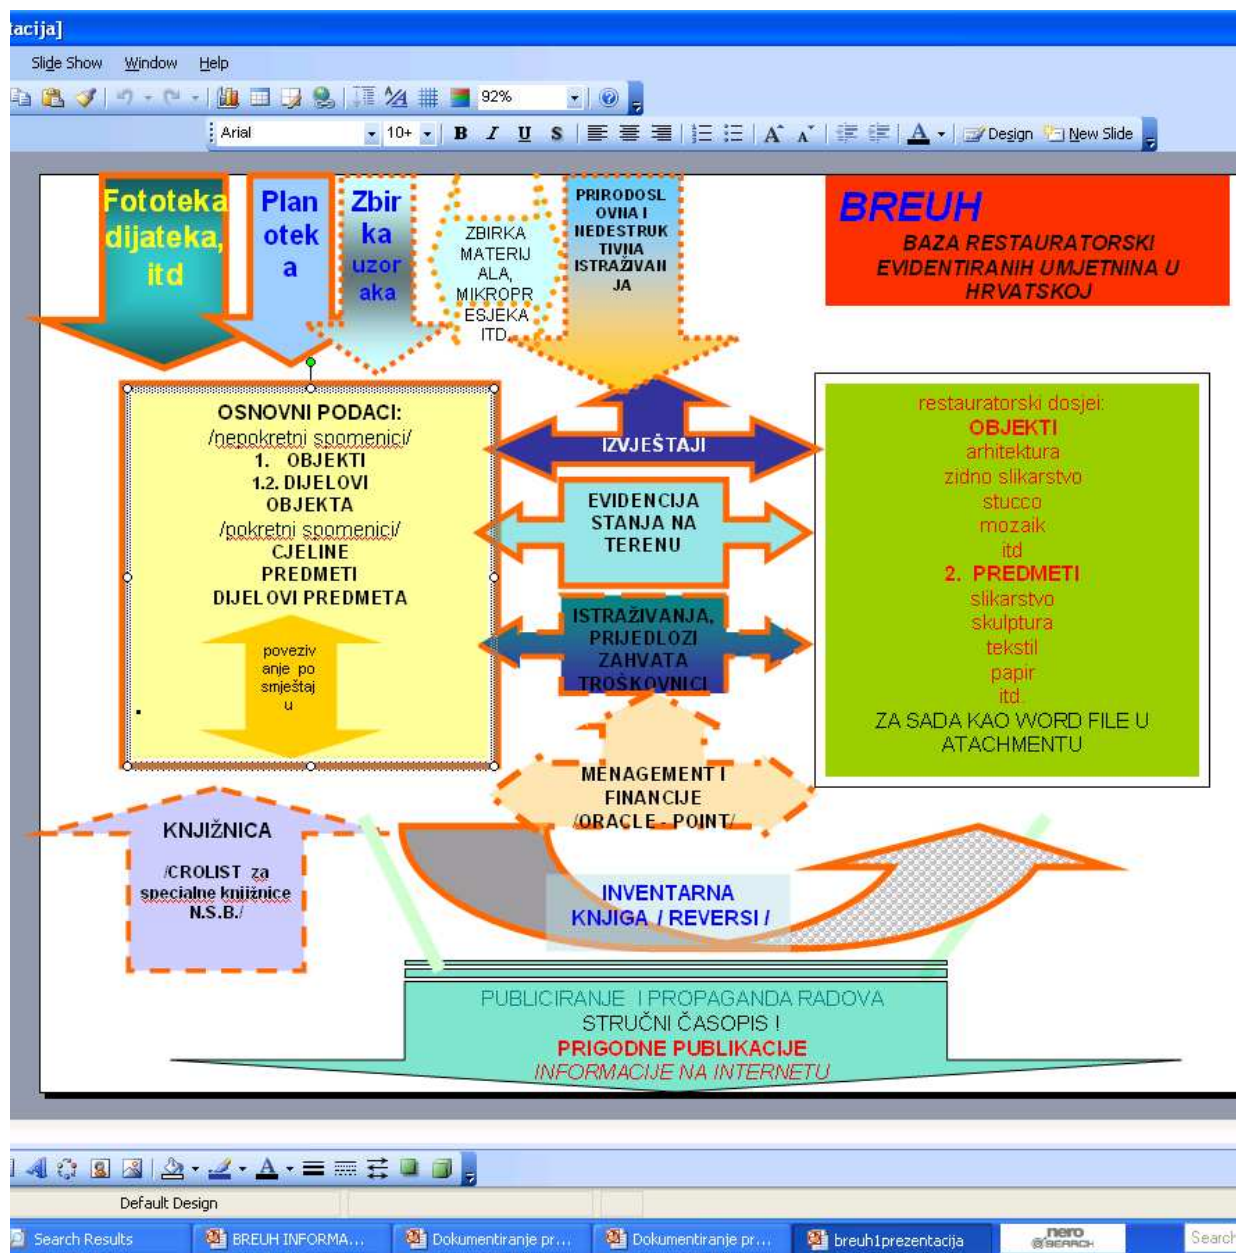 tacija]
Slide Show Window Help
92%
Arial 10+ B I U S A A A Design New Slide
Fototeka
dijateka,
itd
Plan
otek
a
Zbir
ka
uzor
aka
ZBIRKA
MATERIJ
ALA,
MIKROPR
ESJEKA
ITD.
PRIRODOSL
OVNA I
NEDESTRUK
TIVNA
ISTRAŽIVAN
JA
BREUH
BAZA RESTAURATORSKI
EVIDENTIRANIH UMJETNINA U
HRVATSKOJ
OSNOVNI PODACI:
/nepokretni spomenici/
1. OBJEKTI
1.2. DIJELOVI
OBJEKTA
/pokretni spomenici/
CJELINE
PREDMETI
DIJELOVI PREDMETA
poveziv
anje po
smještaj
u
IZVJEŠTAJI
EVIDENCIJA
STANJA NA
TERENU
ISTRAŽIVANJA,
PRIJEDLOZI
ZAHVATA
TROŠKOVNICI
MENAGEMENT I
FINANCIJE
/ORACLE - POINT/
restauratorski dosjei:
OBJEKTI
arhitektura
zidno slikarstvo
stucco
mozaik
itd
2. PREDMETI
slikarstvo
skulptura
tekstil
papir
itd.
ZA SADA KAO WORD FILE U
ATACHMENTU
KNJIŽNICA
/CROLIST za
specialne knjižnice
N.S.B./
INVENTARNA
KNJIGA / REVERSI /
PUBLICIRANJE I PROPAGANDA RADOVA
STRUČNI ČASOPIS !
PRIGODNE PUBLIKACIJE
INFORMACIJE NA INTERNETU
A
Default Design
Search Results BREUH INFORMA... Dokumentiranje pr... Dokumentiranje pr... breuh1prezentacija nero SEARCH Search